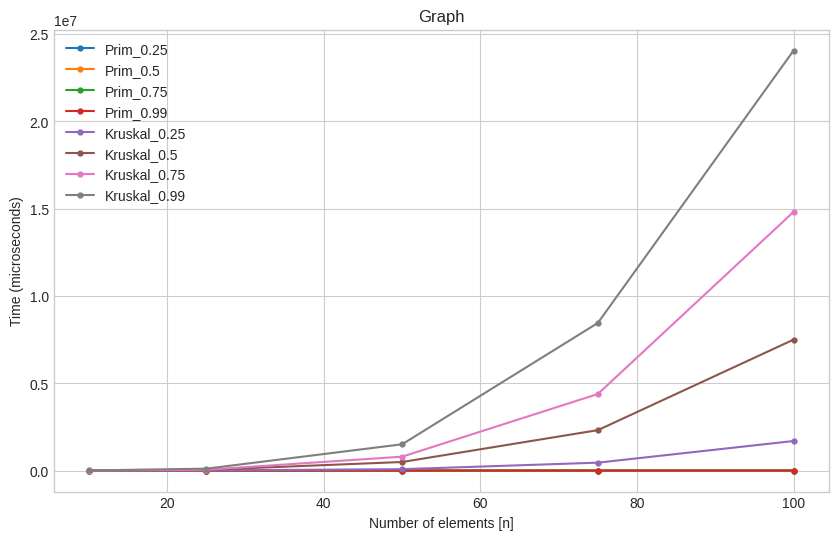 Graph
1e7
2.5
2.0
1.5
1.0
0.5
0.0
Time (microseconds)
Prim_0.25
Prim_0.5
Prim_0.75
Prim_0.99
Kruskal_0.25
Kruskal_0.5
Kruskal_0.75
Kruskal_0.99
20 40 60 80 100
Number of elements [n]